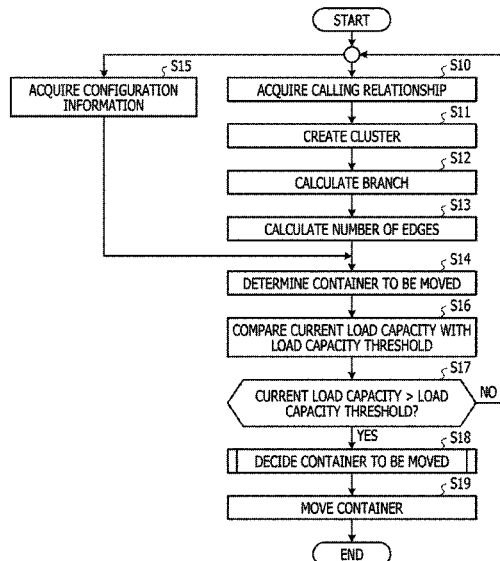 START
S15
ACQUIRE CONFIGURATION
INFORMATION
S10
ACQUIRE CALLING RELATIONSHIP
S11
CREATE CLUSTER
S12
CALCULATE BRANCH
S13
CALCULATE NUMBER OF EDGES
S14
DETERMINE CONTAINER TO BE MOVED
S16
COMPARE CURRENT LOAD CAPACITY WITH
LOAD CAPACITY THRESHOLD
S17
CURRENT LOAD CAPACITY > LOAD
CAPACITY THRESHOLD?
NO
YES
S18
DECIDE CONTAINER TO BE MOVED
S19
MOVE CONTAINER
END